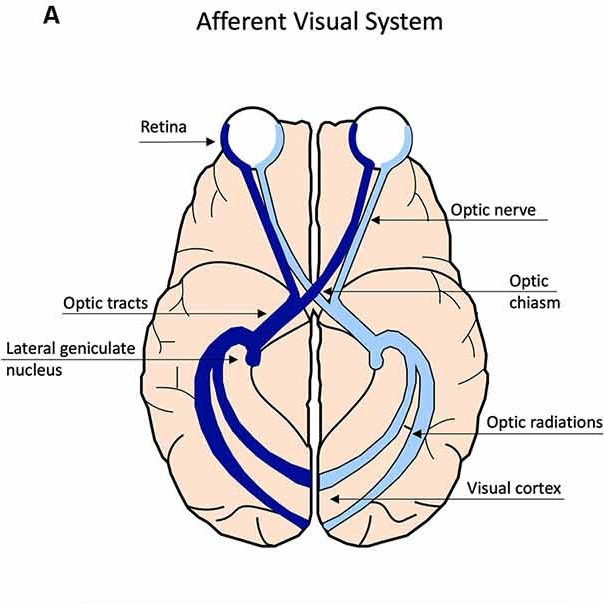 A
Afferent Visual System
Retina
Optic nerve
Optic
chiasm
Optic tracts
Lateral geniculate
nucleus
Optic radiations
Visual cortex